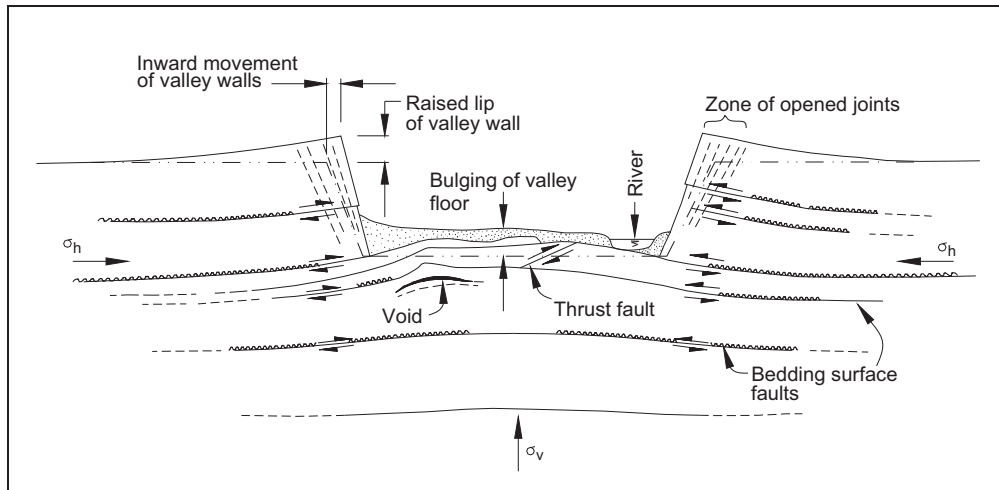 Inward movement
of valley walls
Raised lip
of valley wall
Zone of opened joints
Bulging of valley
floor
River
σh
σh
Void
Thrust fault
Bedding surface
faults
σv